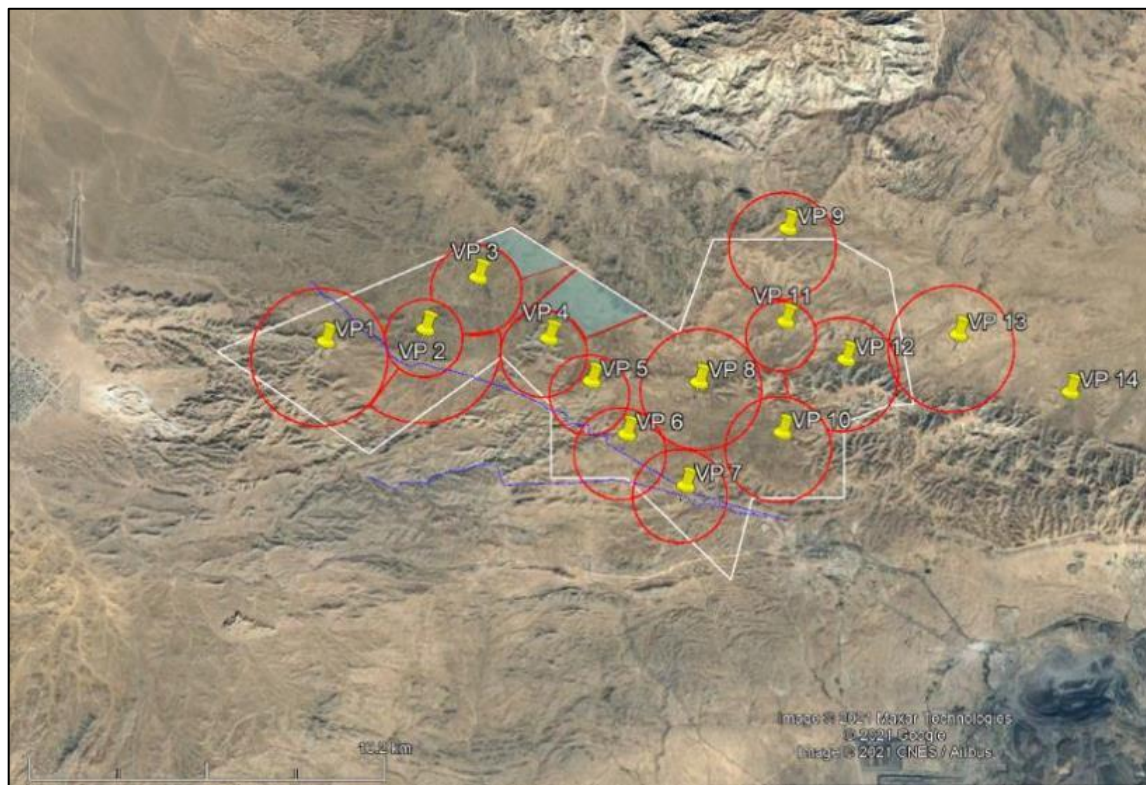 VP 9
VP 3
VP 11
VP1
VP 2
VP 4
VP 13
VP 12
VP 5
VP 8
VP 14
VP 6
VP 10
VP 7
Image © 2021 Maxar Technologies
© 2021 Google
Image © 2021 CNES / Airbus